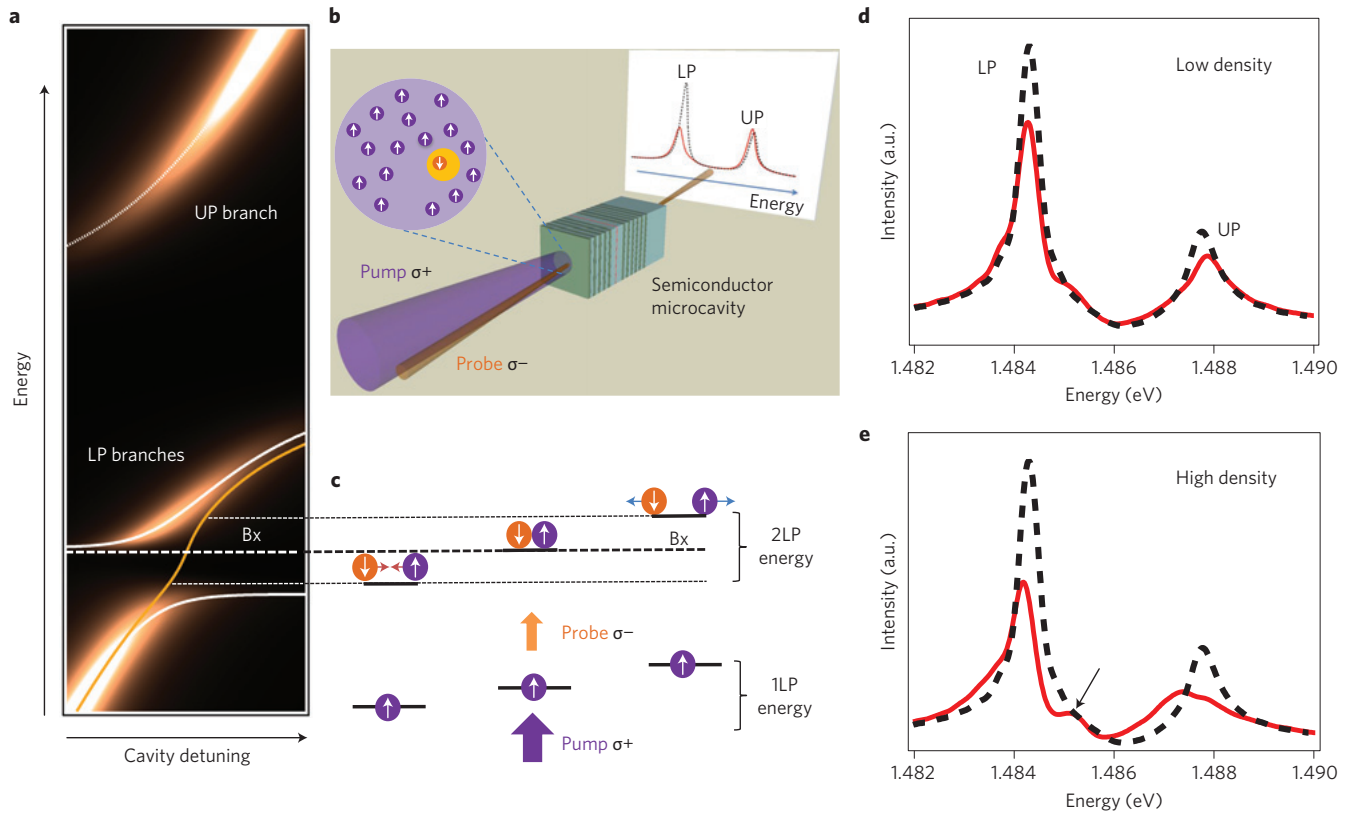 a
Energy
UP branch
LP branches
Bx
Cavity detuning
b
Pump σ+
Probe σ−
Semiconductor
microcavity
LP
UP
Energy
c
Bx
2LP
energy
Probe σ−
1LP
energy
Pump σ+
d
Intensity (a.u.)
LP
Low density
UP
1.482 1.484 1.486 1.488 1.490
Energy (eV)
e
Intensity (a.u.)
High density
1.482 1.484 1.486 1.488 1.490
Energy (eV)